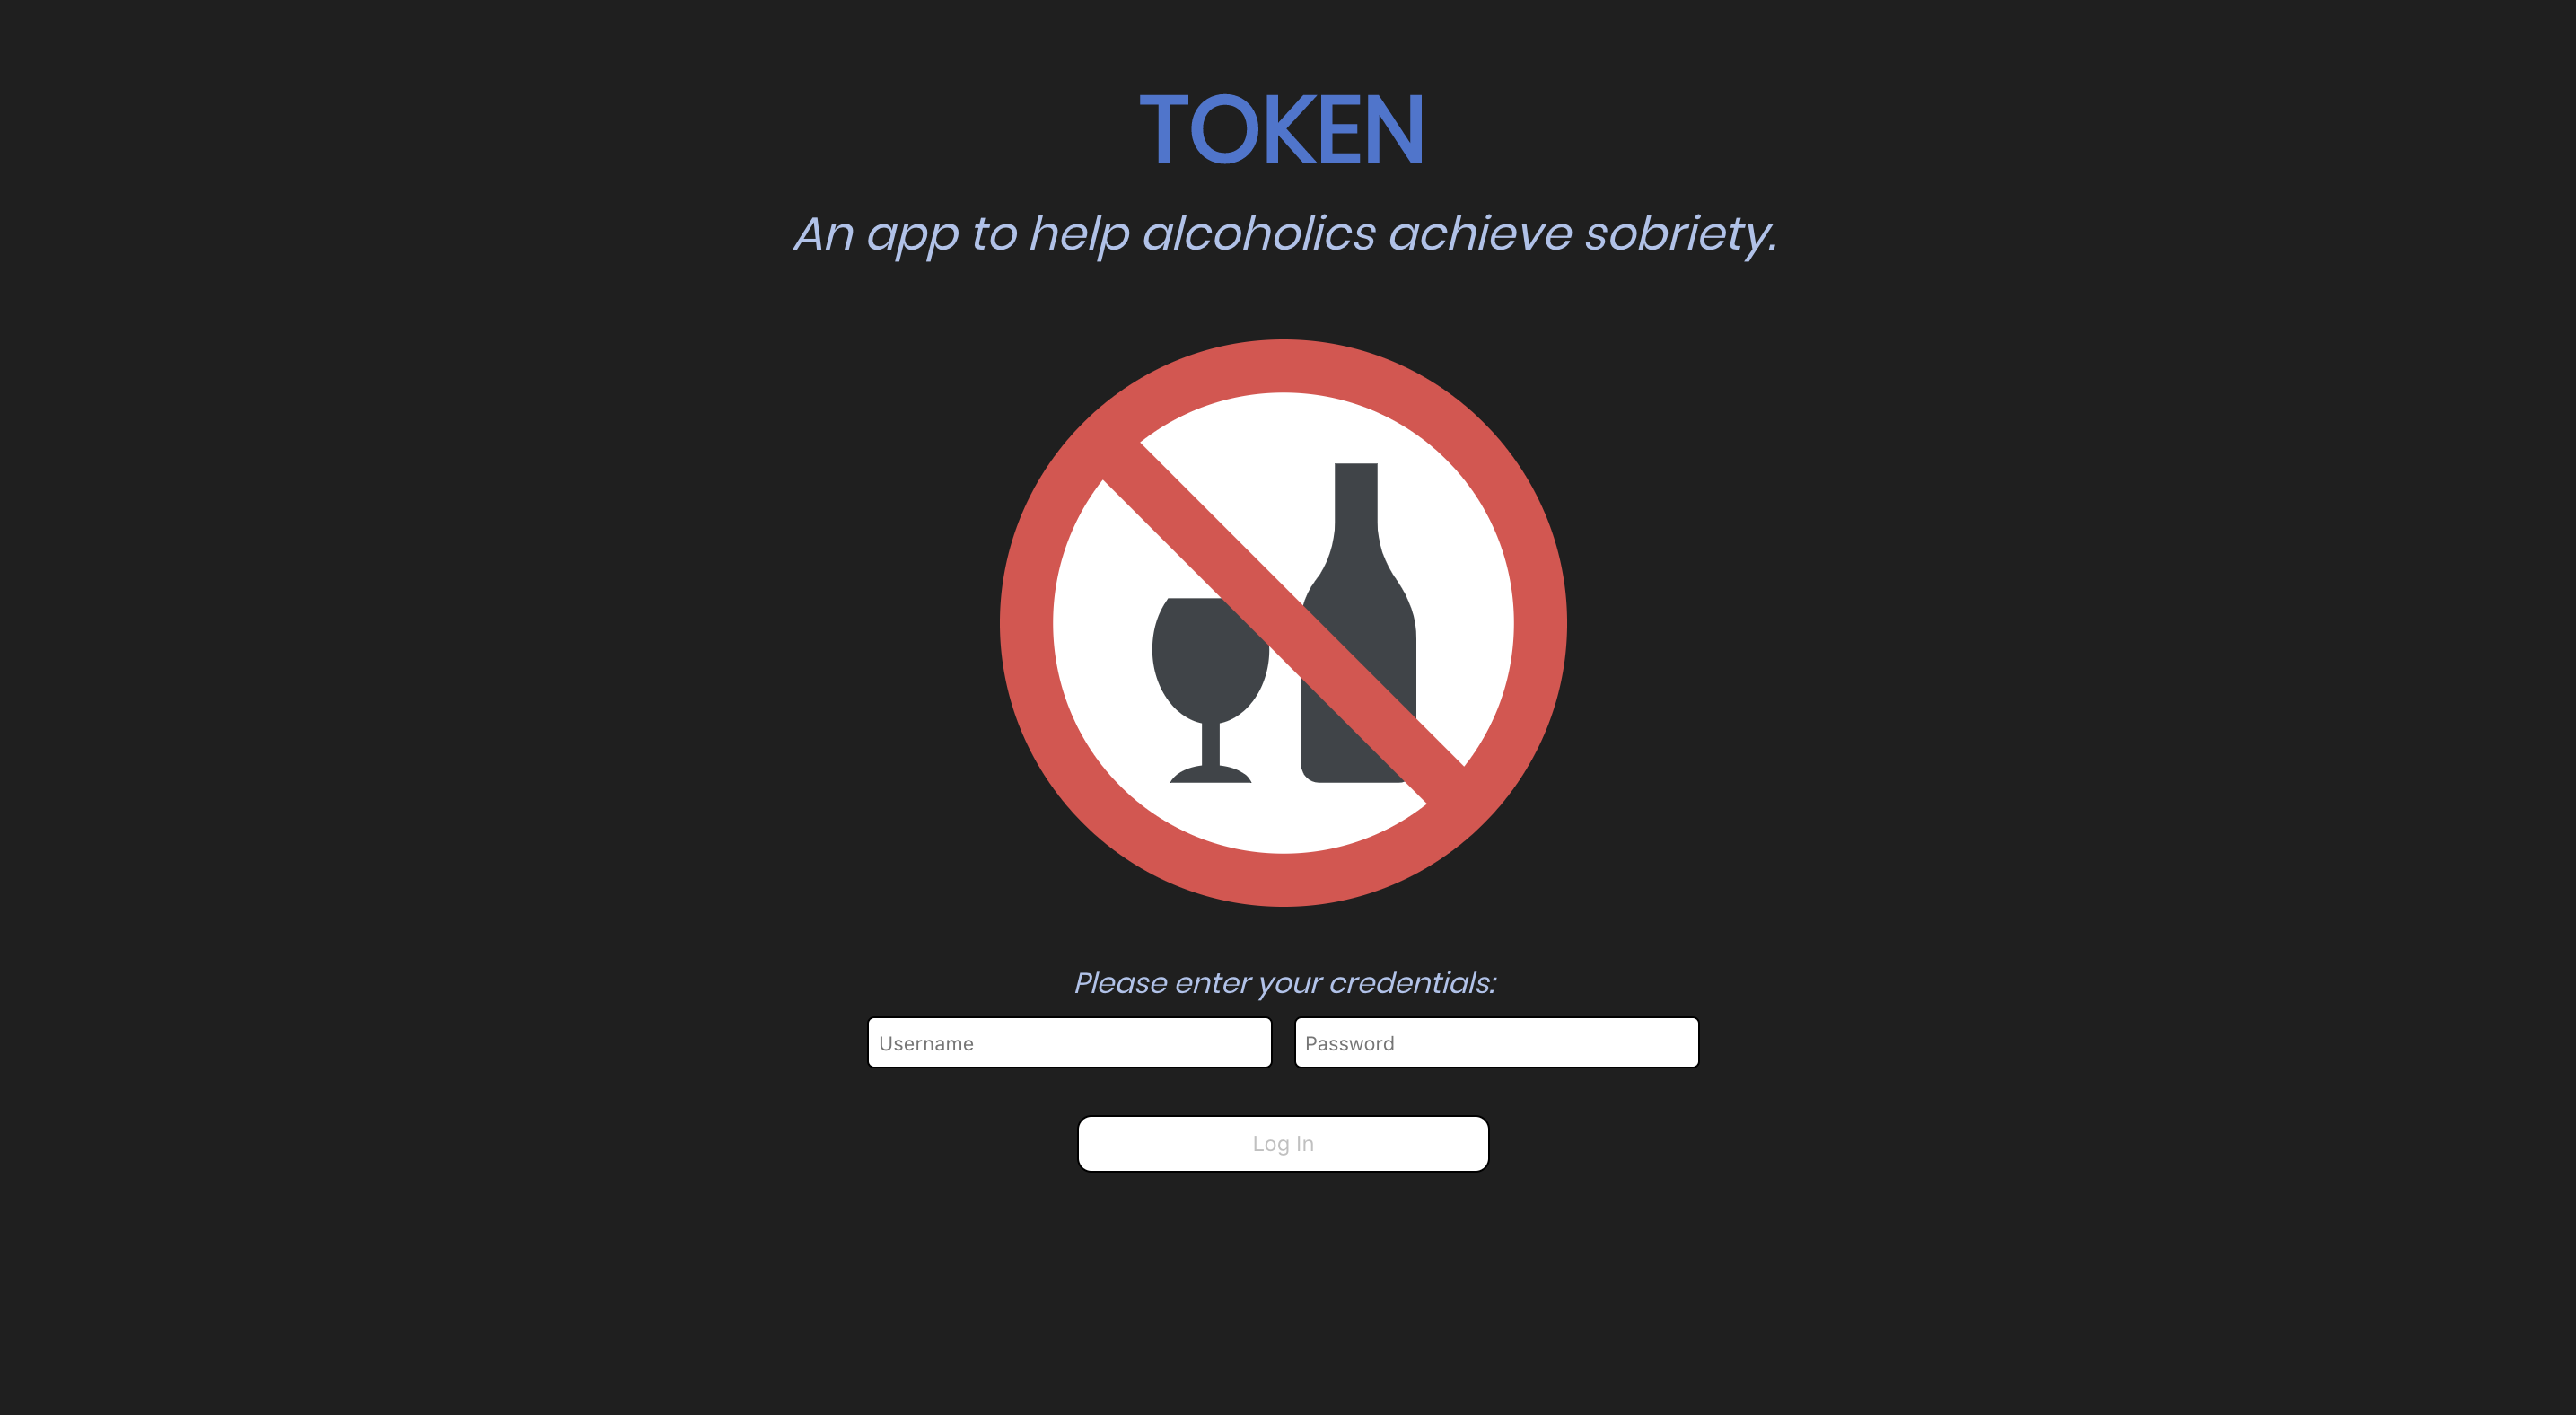 TOKEN
An app to help alcoholics achieve sobriety.
Please enter your credentials:
Username
Password
Log In